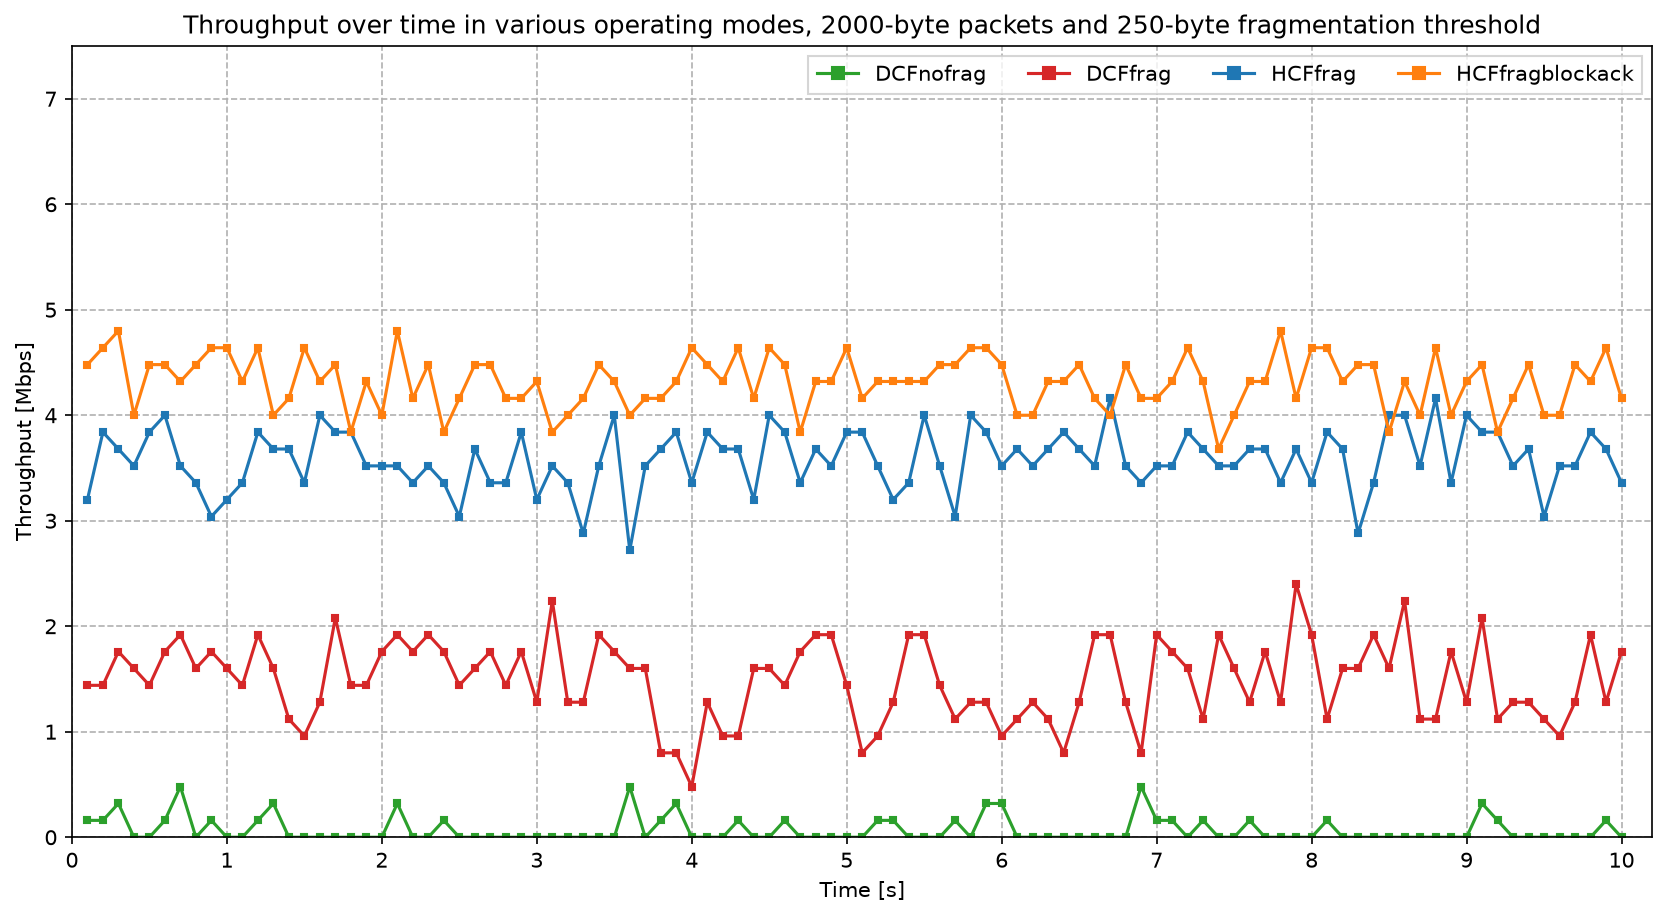 Throughput over time in various operating modes, 2000-byte packets and 250-byte fragmentation threshold
DCFnofrag DCFfrag HCFfrag HCFfragblockack
7
6
5
4
3
2
1
0
Throughput [Mbps]
0 1 2 3 4 5 6 7 8 9 10
Time [s]